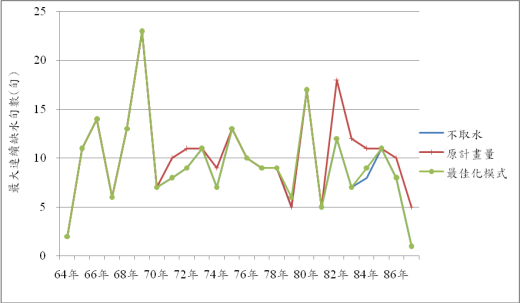 最大連續缺水旬數(旬)
25
20
15
10
5
0
64年 66年 68年 70年 72年 74年 76年 78年 80年 82年 84年 86年
不取水
原計畫量
最佳化模式